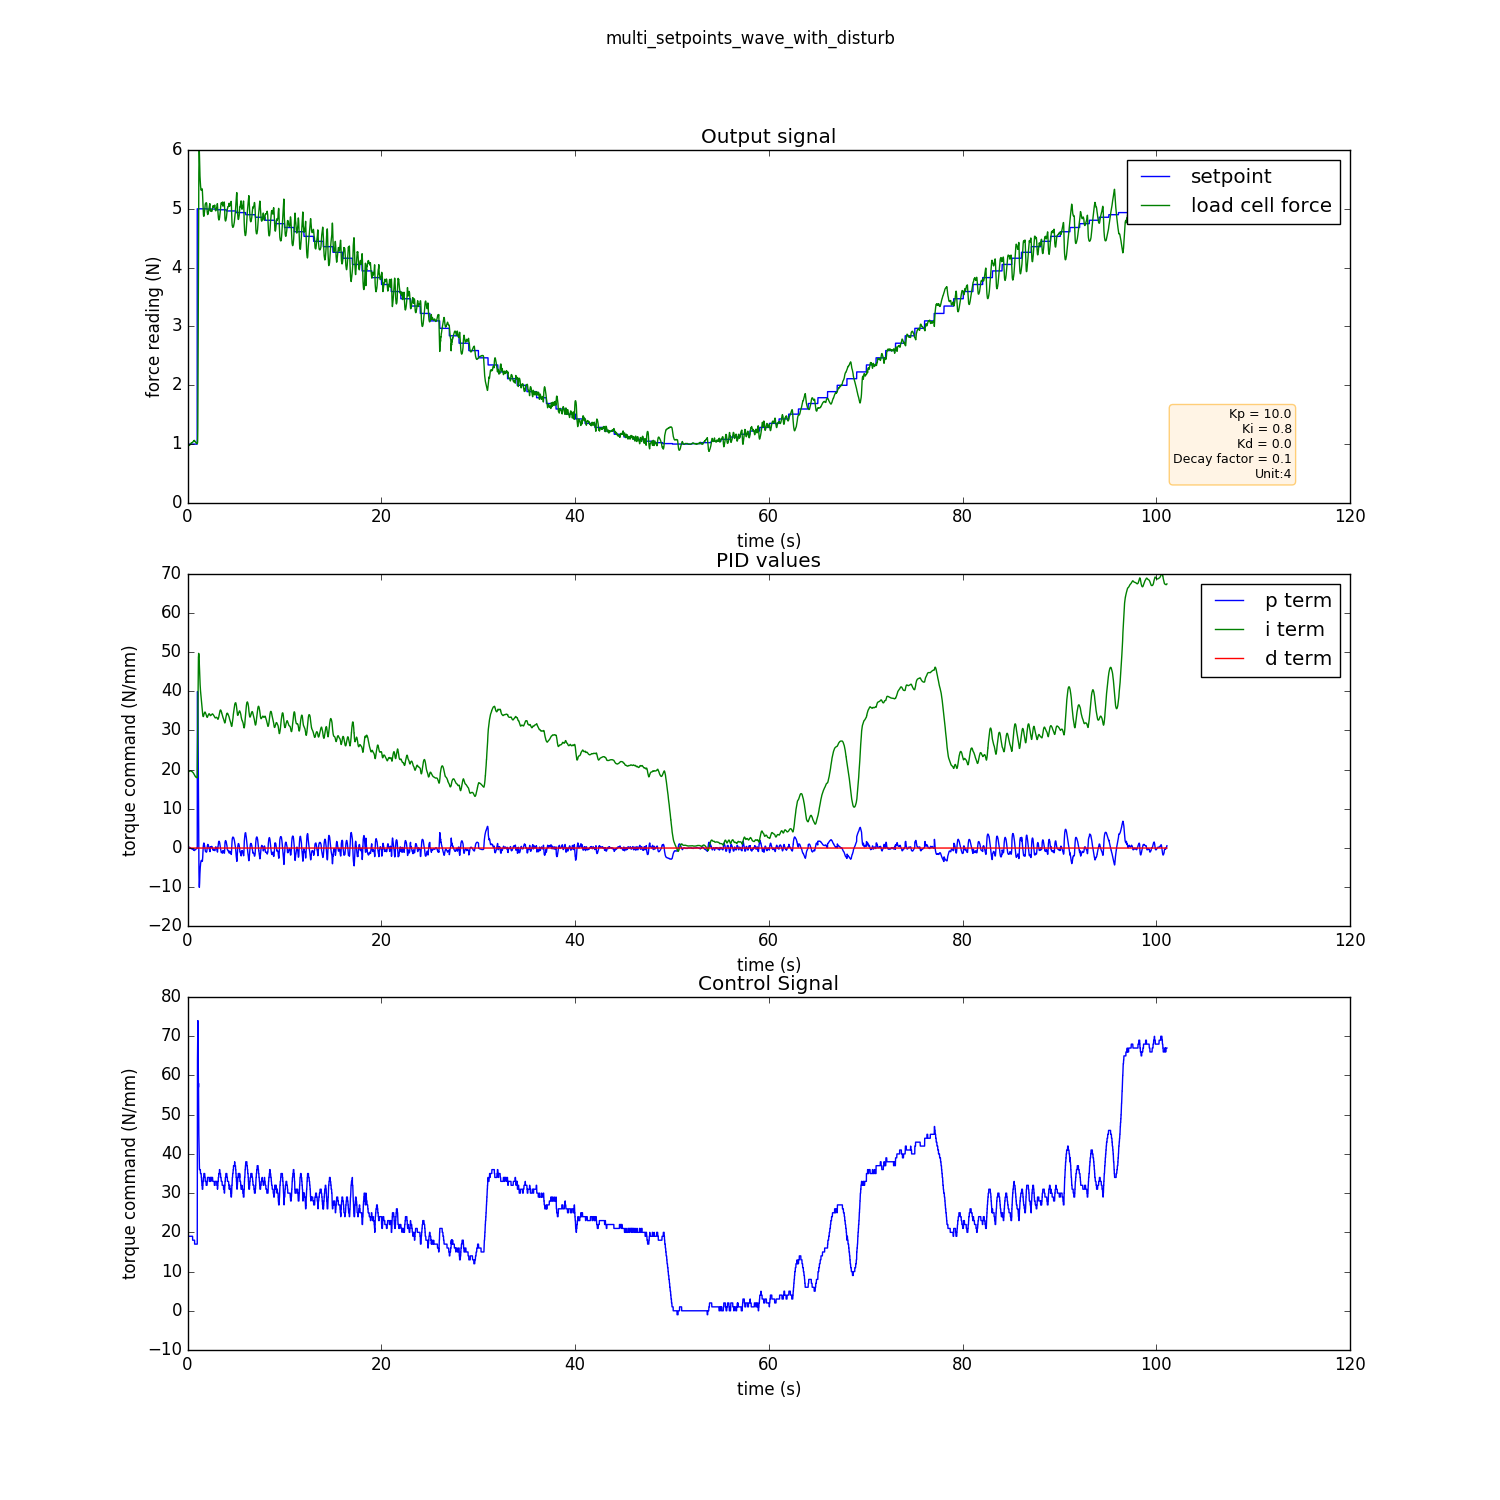 multi_setpoints_wave_with_disturb
Output signal
6
5
4
3
2
1
0
force reading (N)
setpoint
load cell force
Kp = 10.0
Ki = 0.8
Kd = 0.0
Decay factor = 0.1
Unit:4
0 20 40 60 80 100 120
time (s)
PID values
70
60
50
40
30
20
10
0
−10
−20
torque command (N/mm)
p term
i term
d term
0 20 40 60 80 100 120
time (s)
Control Signal
80
70
60
50
40
30
20
10
0
−10
torque command (N/mm)
0 20 40 60 80 100 120
time (s)